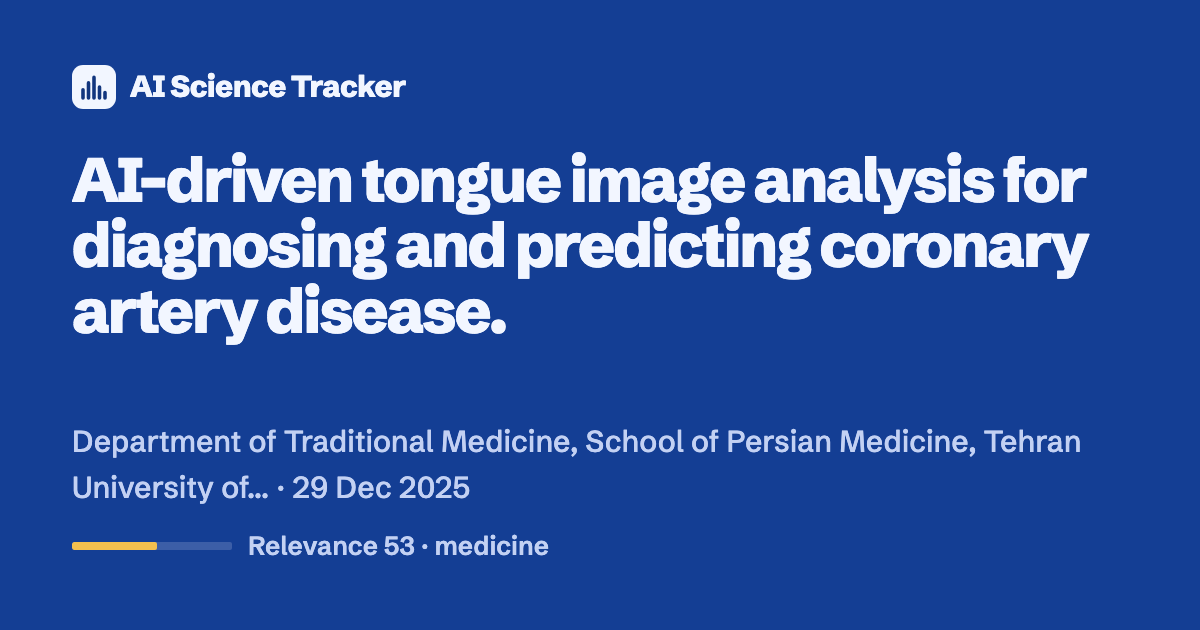 AI Science Tracker
AI-driven tongue image analysis for
diagnosing and predicting coronary
artery disease.
Department of Traditional Medicine, School of Persian Medicine, Tehran
University of... · 29 Dec 2025
Relevance 53 · medicine